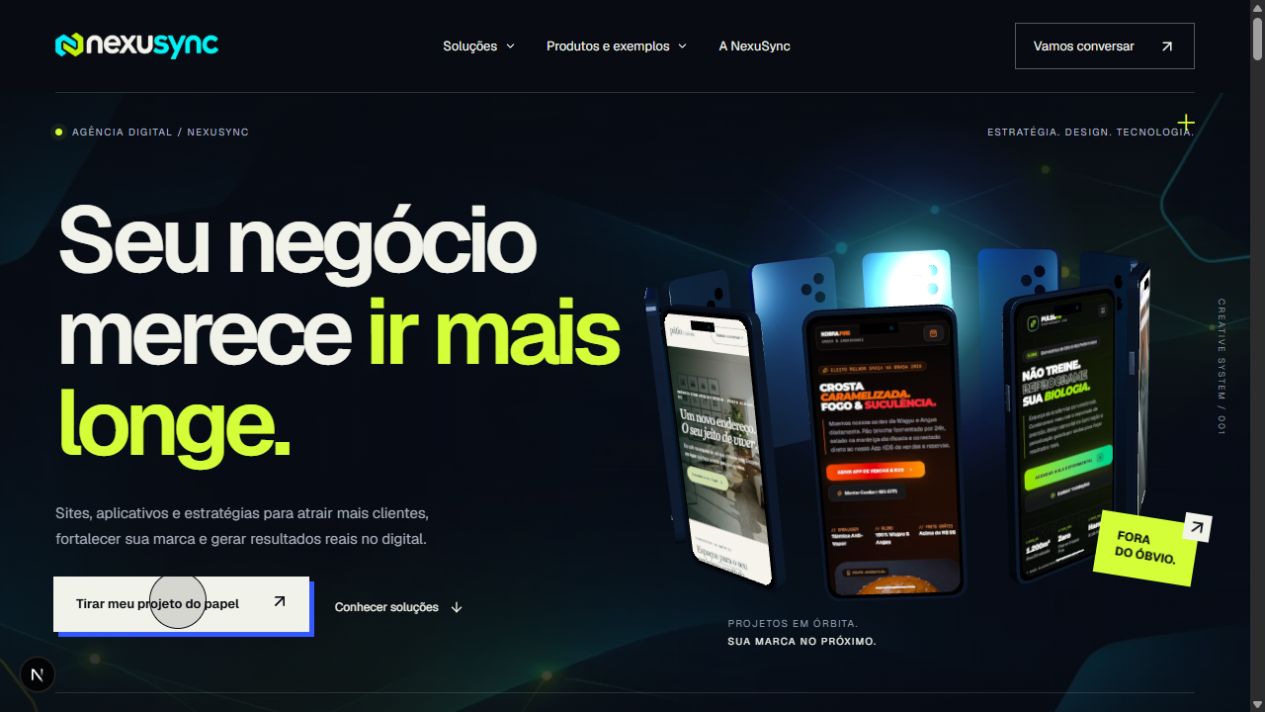 nexusync
Soluções
Produtos e exemplos
A NexuSync
Vamos conversar
AGÊNCIA DIGITAL / NEXUSYNC
ESTRATÉGIA. DESIGN. TECNOLOGIA.
Seu negócio
merece ir mais
longe.
Sites, aplicativos e estratégias para atrair mais clientes,
fortalecer sua marca e gerar resultados reais no digital.
Tirar meu projeto do papel
Conhecer soluções
Um novo endereço.
O seu jeito de viver.
CROSTA
CARAMELIZADA.
FOGO & SUCULÊNCIA.
NÃO TREINE.
REPROGRAME
SUA BIOLOGIA.
FORA
DO ÓBVIO.
PROJETOS EM ÓRBITA.
SUA MARCA NO PRÓXIMO.
CREATIVE SYSTEM / 001
N